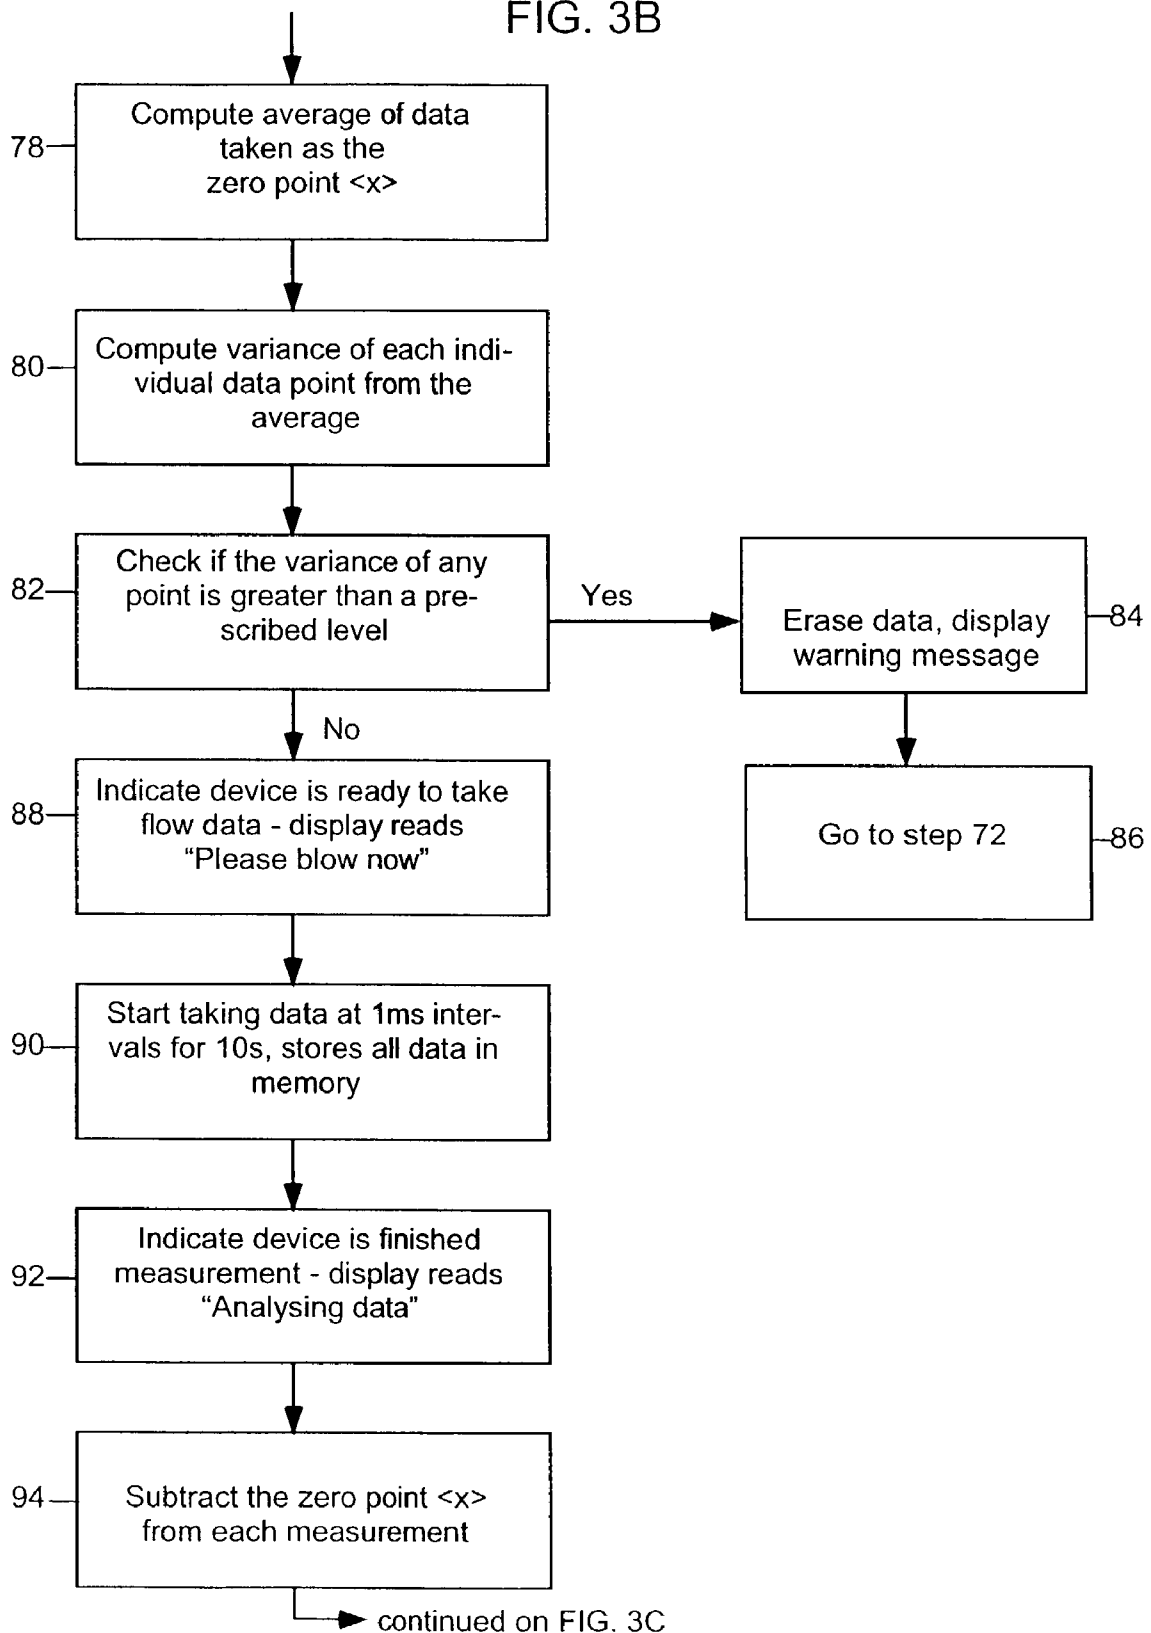 FIG. 3B
78
Compute average of data
taken as the
zero point <x>
80
Compute variance of each indi-
vidual data point from the
average
82
Check if the variance of any
point is greater than a pre-
scribed level
Yes
84
Erase data, display
warning message
No
86
Go to step 72
88
Indicate device is ready to take
flow data - display reads
“Please blow now”
90
Start taking data at 1ms inter-
vals for 10s, stores all data in
memory
92
Indicate device is finished
measurement - display reads
“Analysing data”
94
Subtract the zero point <x>
from each measurement
continued on FIG. 3C